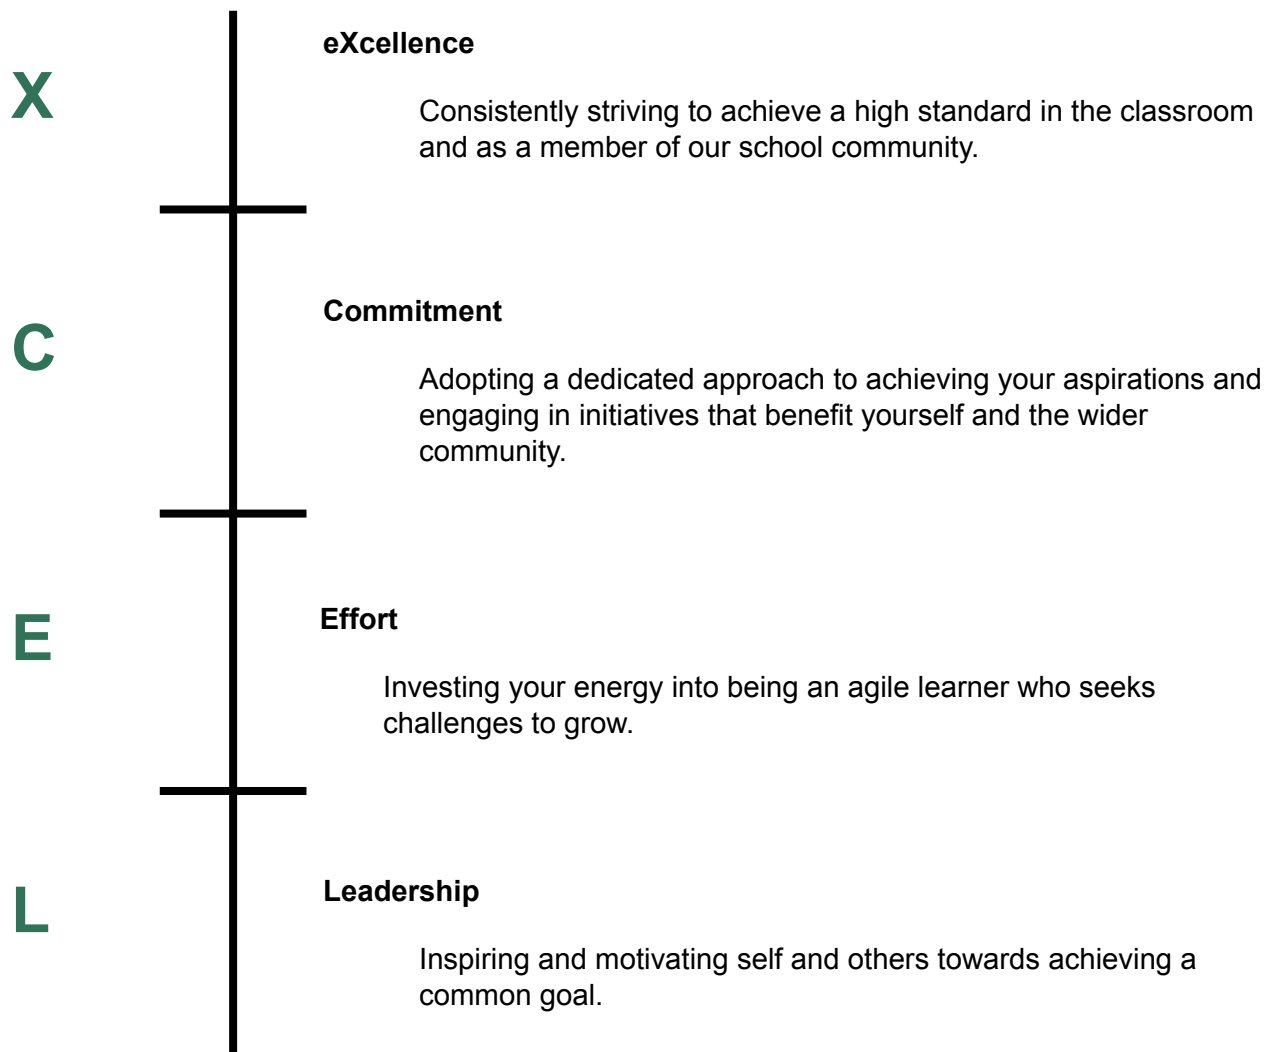 X
eXcellence
Consistently striving to achieve a high standard in the classroom
and as a member of our school community.
C
Commitment
Adopting a dedicated approach to achieving your aspirations and
engaging in initiatives that benefit yourself and the wider
community.
E
Effort
Investing your energy into being an agile learner who seeks
challenges to grow.
L
Leadership
Inspiring and motivating self and others towards achieving a
common goal.